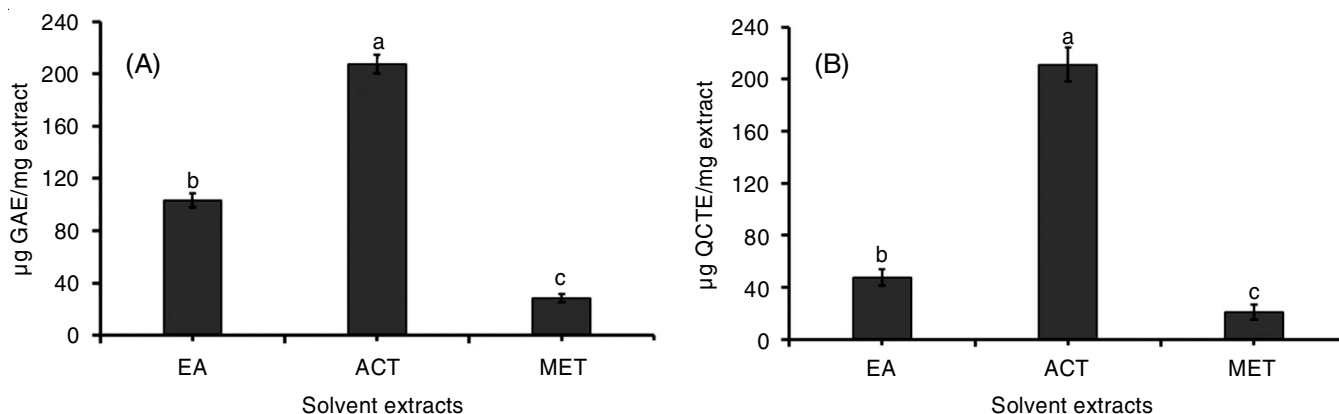 (A)
µg GAE/mg extract
240
200
160
120
80
40
0
b
a
c
EA ACT MET
Solvent extracts
(B)
µg QCTE/mg extract
240
200
160
120
80
40
0
b
a
c
EA ACT MET
Solvent extracts